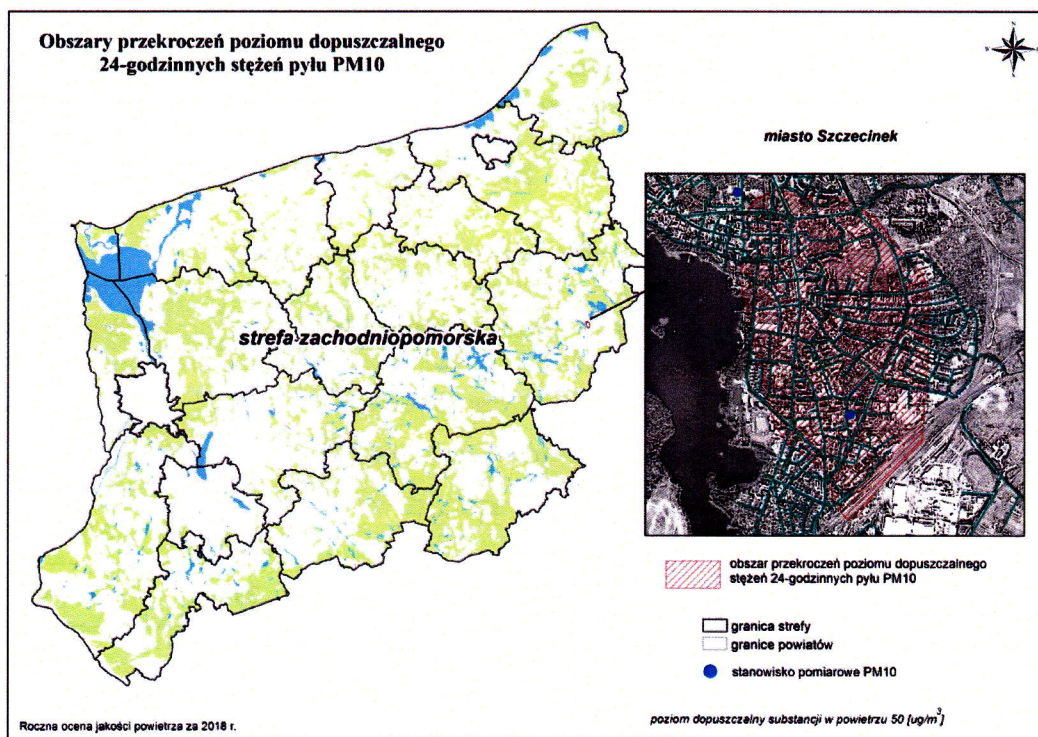 Obszary przekroczeń poziomu dopuszczalnego
24-godzinnych stężeń pyłu PM10
N
miasto Szczecinek
strefa zachodniopomorska
obszar przekroczeń poziomu dopuszczalnego
stężeń 24-godzinnych pyłu PM10
granica strefy
granice powiatów
stanowisko pomiarowe PM10
Roczna ocena jakości powietrza za 2018 r.
poziom dopuszczalny substancji w powietrzu 50 [ug/m³]